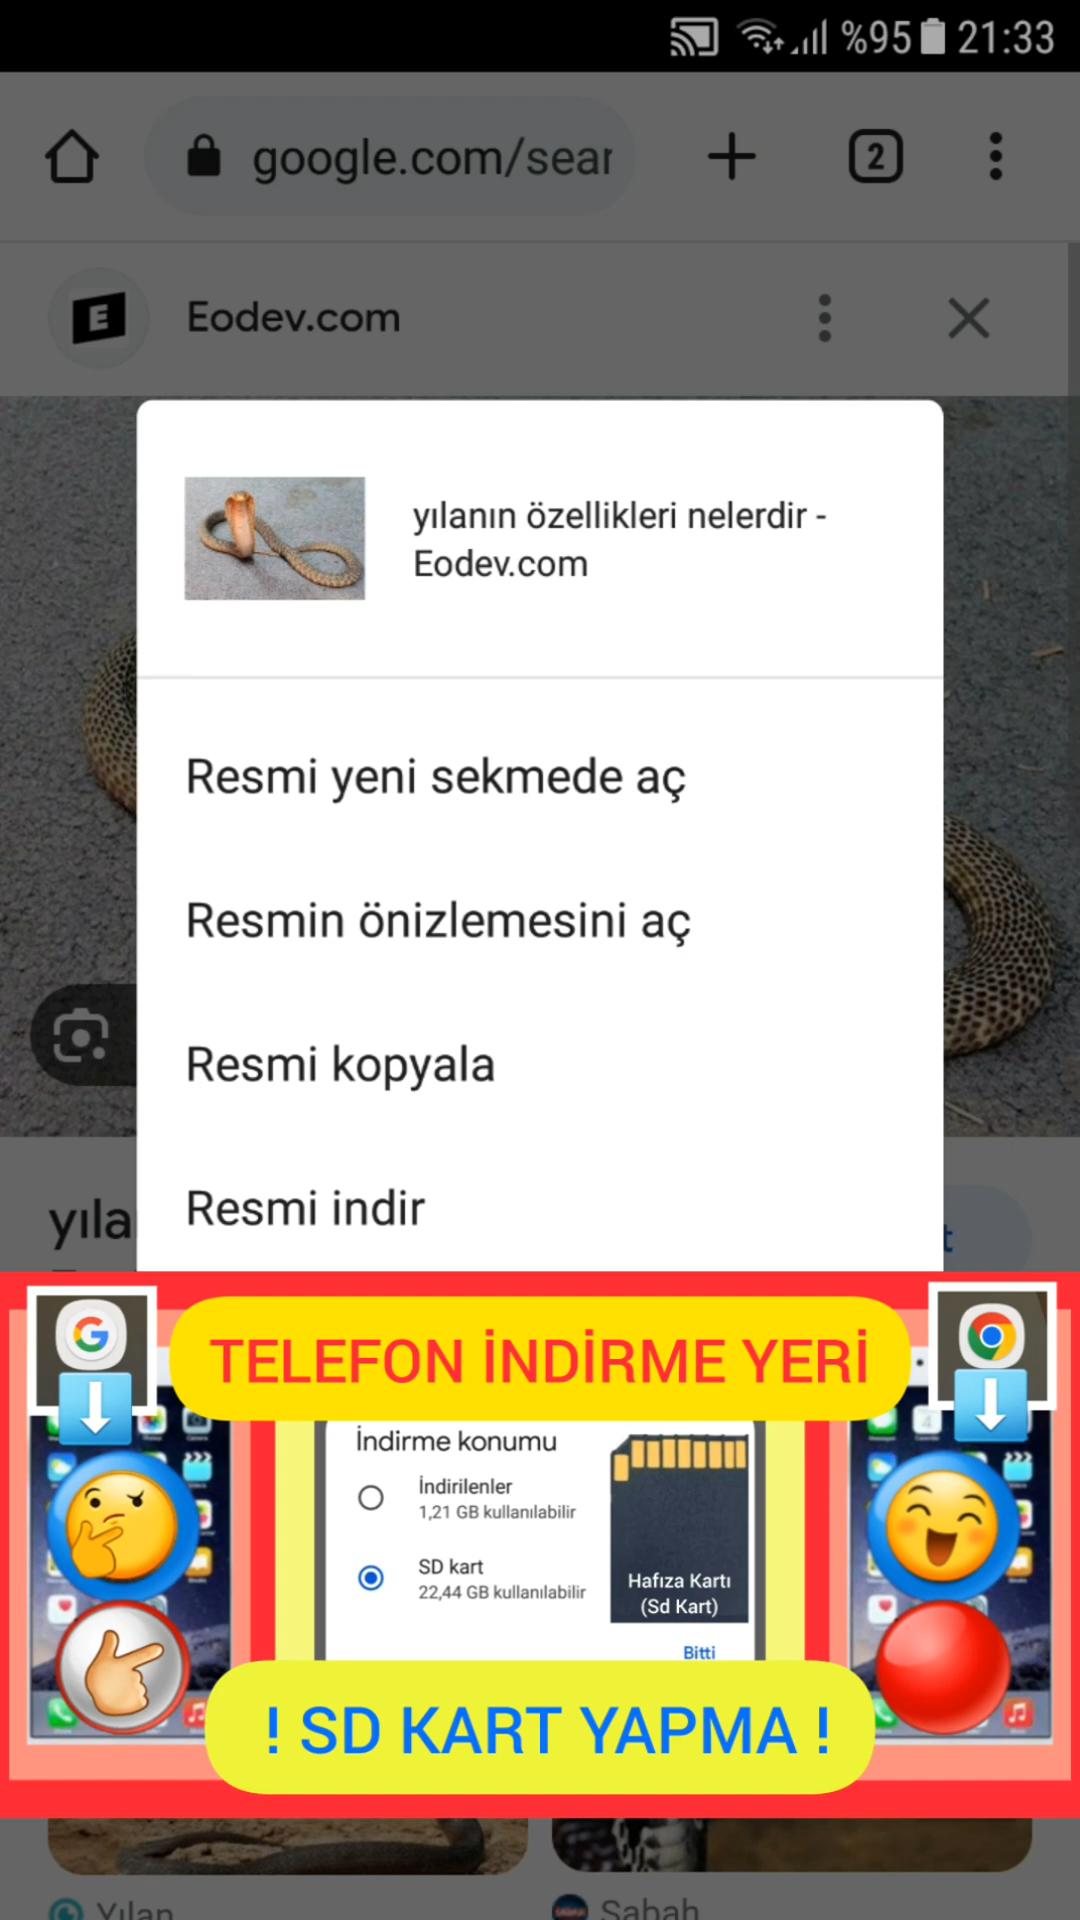 %95 21:33
google.com/sear
2
E Eodev.com
yılanın özellikleri nelerdir -
Eodev.com
Resmi yeni sekmede aç
Resmin önizlemesini aç
Resmi kopyala
Resmi indir
yıla
t
G
TELEFON İNDİRME YERİ
İndirme konumu
İndirilenler
1,21 GB kullanılabilir
SD kart
22,44 GB kullanılabilir
Hafıza Kartı
(Sd Kart)
Bitti
! SD KART YAPMA !
Yılan
Sabah